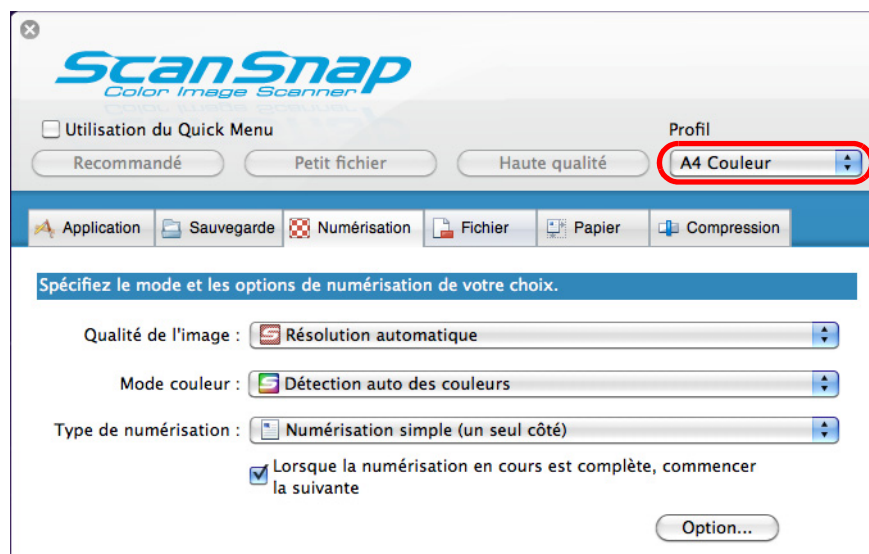 ScanSnap
Color Image Scanner
Utilisation du Quick Menu
Profil
Recommandé
Petit fichier
Haute qualité
A4 Couleur
Application
Sauvegarde
Numérisation
Fichier
Papier
Compression
Spécifiez le mode et les options de numérisation de votre choix.
Qualité de l'image : Résolution automatique
Mode couleur : Détection auto des couleurs
Type de numérisation : Numérisation simple (un seul côté)
Lorsque la numérisation en cours est complète, commencer
la suivante
Option...